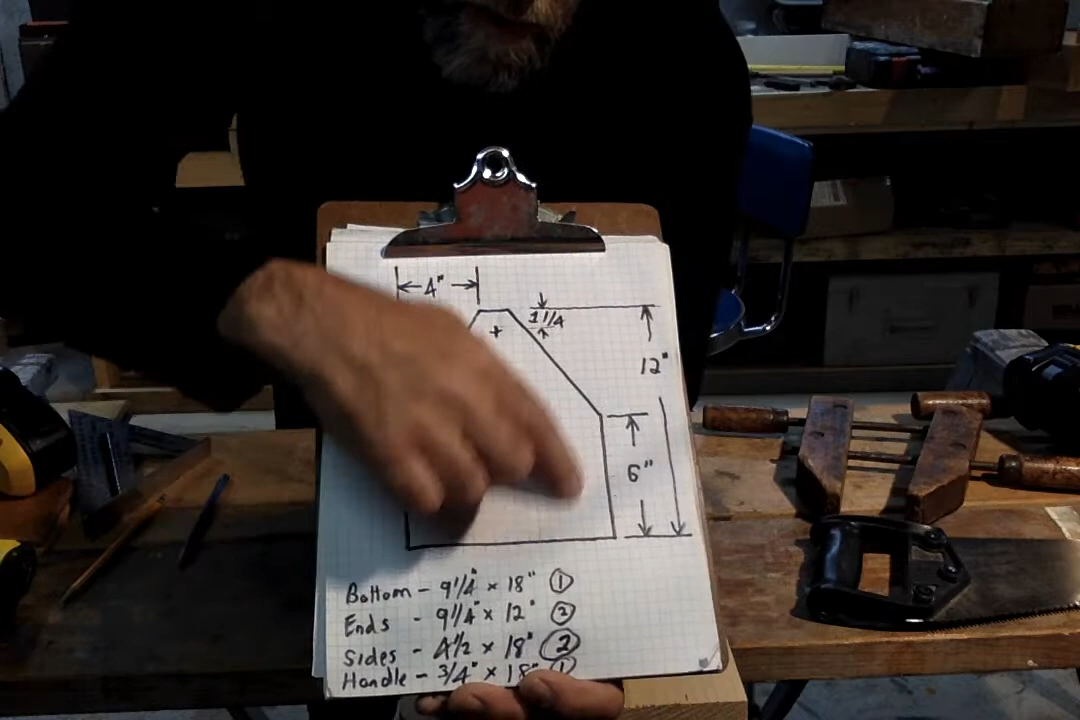 4"
1 1/4
12"
6"
Bottom - 9 1/4" x 18" 1
Ends - 9 1/4" x 12" 2
Sides - 4 1/2 x 18" 2
Handle - 3/4" x 18" 1